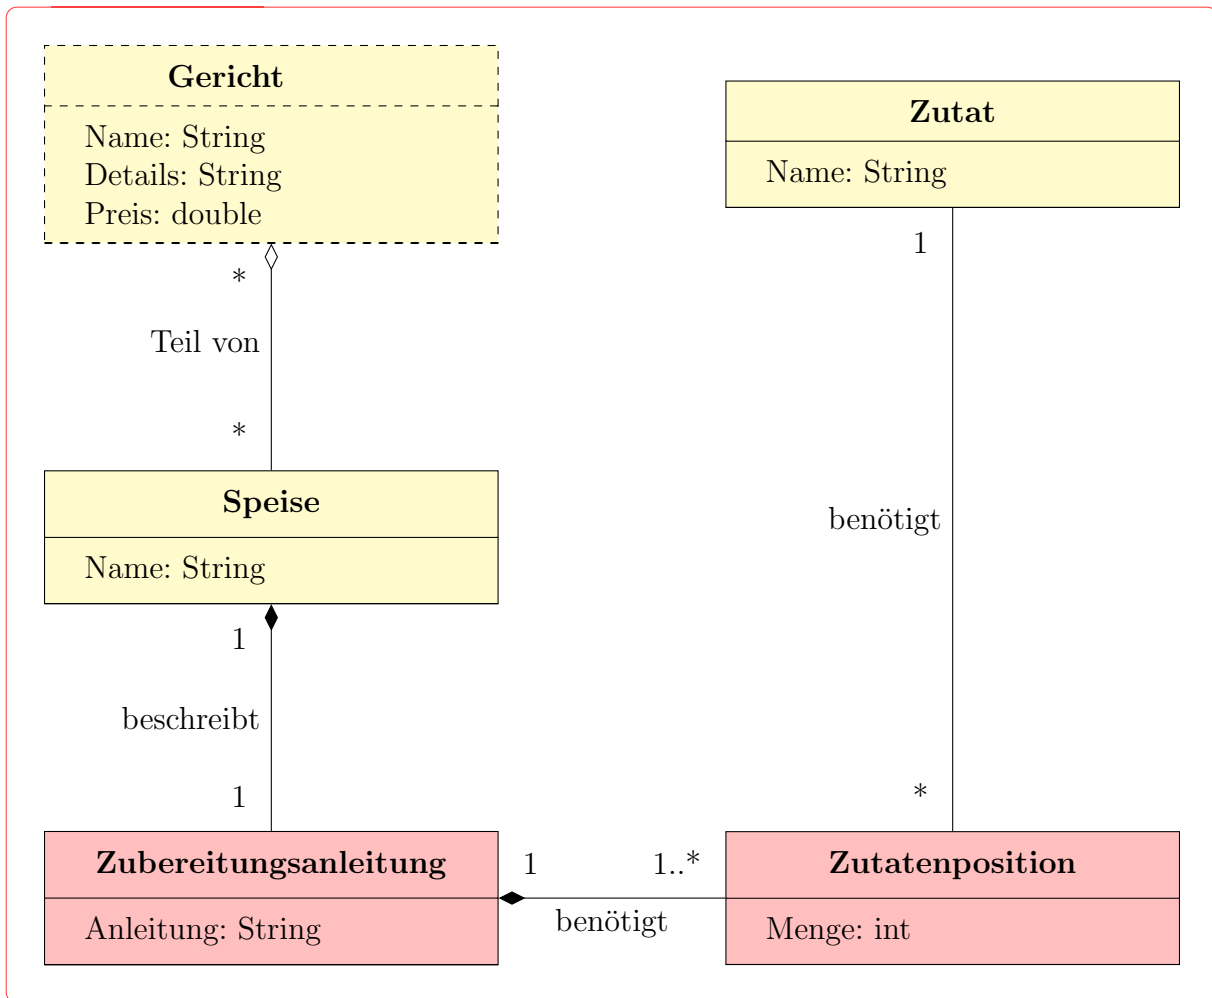 Gericht
Name: String
Details: String
Preis: double
*
Teil von
*
Speise
Name: String
1
beschreibt
1
Zubereitungsanleitung
Anleitung: String
1
1..*
benötigt
Zutat
Name: String
1
benötigt
*
Zutatenposition
Menge: int